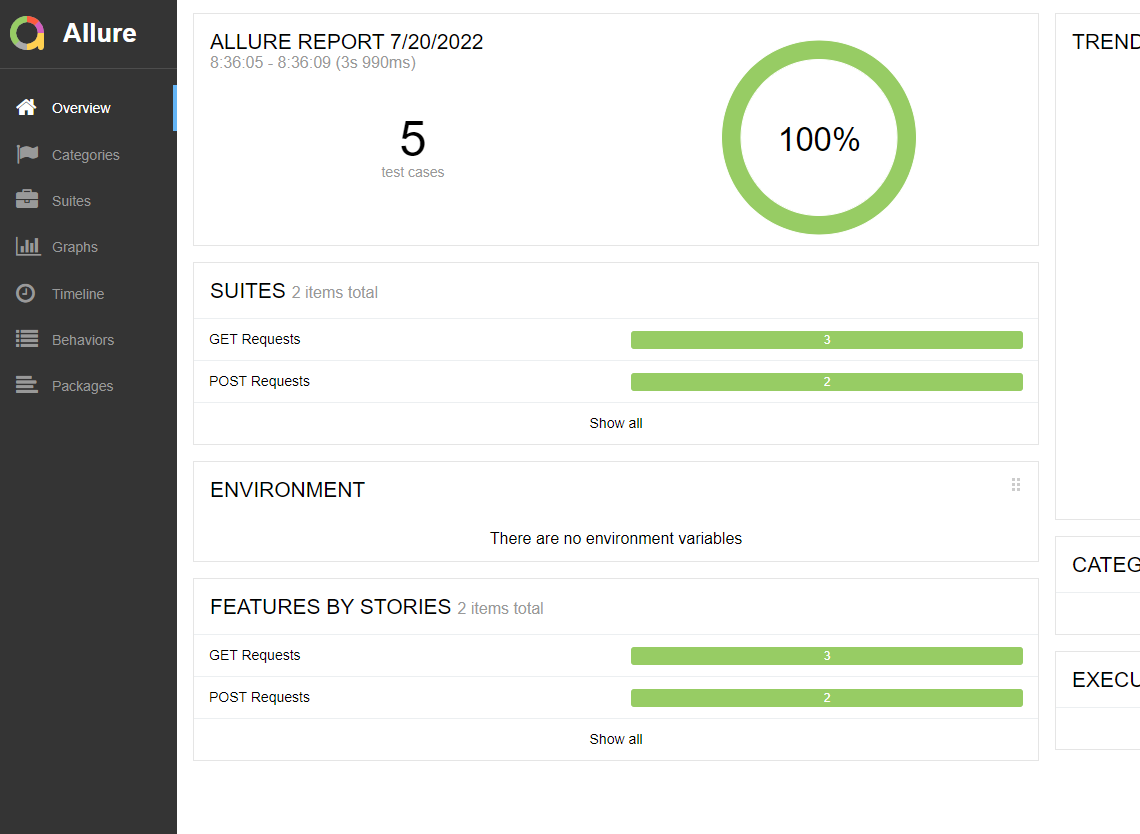 Allure
Overview
Categories
Suites
Graphs
Timeline
Behaviors
Packages
ALLURE REPORT 7/20/2022
8:36:05 - 8:36:09 (3s 990ms)
5
test cases
100%
SUITES 2 items total
GET Requests 3
POST Requests 2
Show all
ENVIRONMENT
There are no environment variables
FEATURES BY STORIES 2 items total
GET Requests 3
POST Requests 2
Show all
TREND
CATEG
EXECU